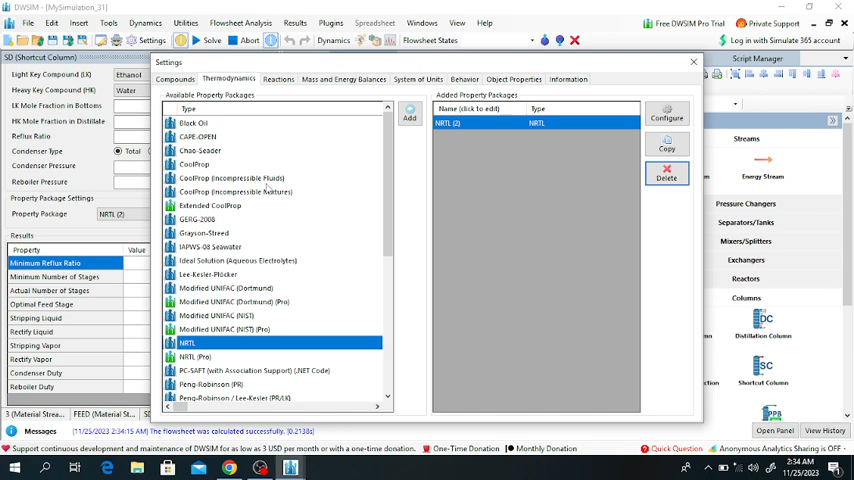 DWSIM - [MySimulation_31]
File Edit Tools Dynamics Utilities Flowsheet Analysis Results Plugins Spreadsheet Windows View Help
Free DWSIM Pro Trial Private Support
Settings Solve Abort Dynamics Flowsheet States
Log in with Simulate 365 account
SD (Shortcut Column)
Script Manager
Light Key Compound (LK) Ethanol
Heavy Key Compound (HK) Water
LK Mole Fraction in Bottoms
HK Mole Fraction in Distillate
Reflux Ratio
Condenser Type Total
Condenser Pressure
Reboiler Pressure
Property Package Settings
Property Package NRTL (2)
Results
Property Value
Minimum Reflux Ratio
Minimum Number of Stages
Actual Number of Stages
Optimal Feed Stage
Stripping Liquid
Rectify Liquid
Stripping Vapor
Rectify Vapor
Condenser Duty
Reboiler Duty
Settings
Compounds Thermodynamics Reactions Mass and Energy Balances System of Units Behavior Object Properties Information
Available Property Packages
Type
Black Oil
CAPE-OPEN
Chao-Seader
CoolProp
CoolProp (Incompressible Fluids)
CoolProp (Incompressible Mixtures)
Extended CoolProp
GERG-2008
Grayson-Streed
IAPWS-08 Seawater
Ideal Solution (Aqueous Electrolytes)
Lee-Kesler-Plöcker
Modified UNIFAC (Dortmund)
Modified UNIFAC (Dortmund) (Pro)
Modified UNIFAC (NIST)
Modified UNIFAC (NIST) (Pro)
NRTL
NRTL (Pro)
PC-SAFT (with Association Support) (.NET Code)
Peng-Robinson (PR)
Peng-Robinson / Lee-Kesler (PR/LK)
Add
Added Property Packages
Name (click to edit) Type
NRTL (2) NRTL
Configure
Copy
Delete
Streams
Energy Stream
Pressure Changers
Separators/Tanks
Mixers/Splitters
Exchangers
Reactors
Columns
DC
Distillation Column
SC
Shortcut Column
PPB
3 (Material Strea... FEED (Material St...
Messages [11/25/2023 2:34:15 AM] The flowsheet was calculated successfully. [0.2138s]
Open Panel View History
Support continuous development and maintenance of DWSIM for as low as 3 USD per month or with a one-time donation. One-Time Donation Monthly Donation Quick Question Anonymous Analytics Sharing is OFF
2:34 AM
11/25/2023